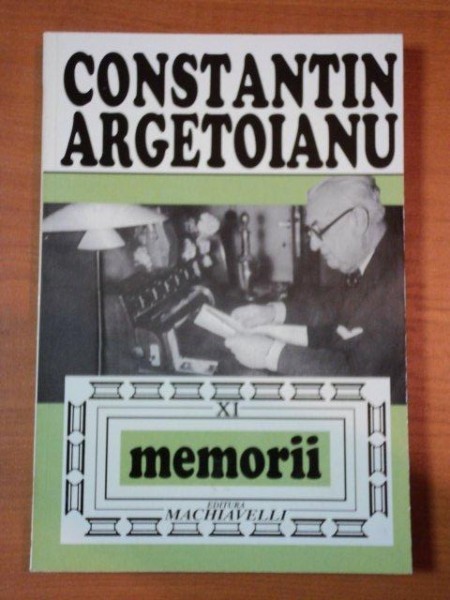 CONSTANTIN
ARGETOIANU
XI
memorii
EDITURA
MACHIAVELLI